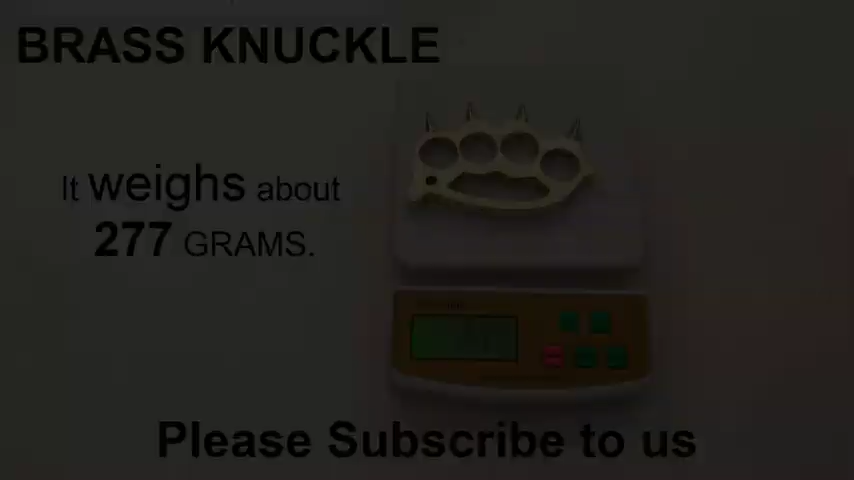 BRASS KNUCKLE
It weighs about
277 GRAMS.
Please Subscribe to us